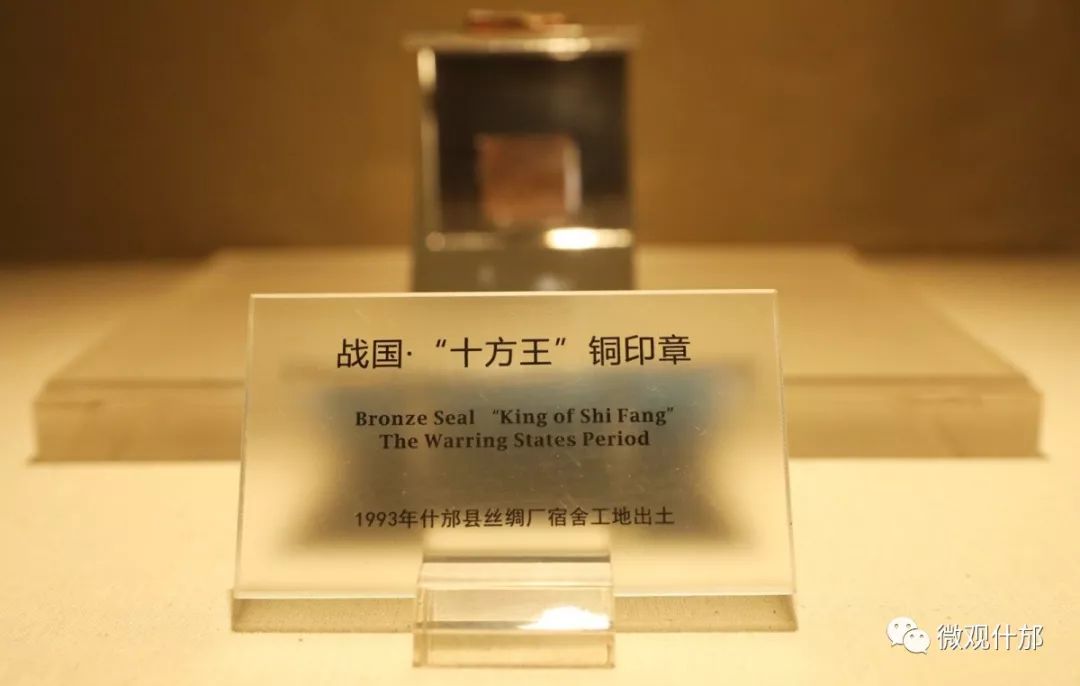 战国·“十方王”铜印章
Bronze Seal “King of Shi Fang”
The Warring States Period
1993年什邡县丝绸厂宿舍工地出土
微观什邡